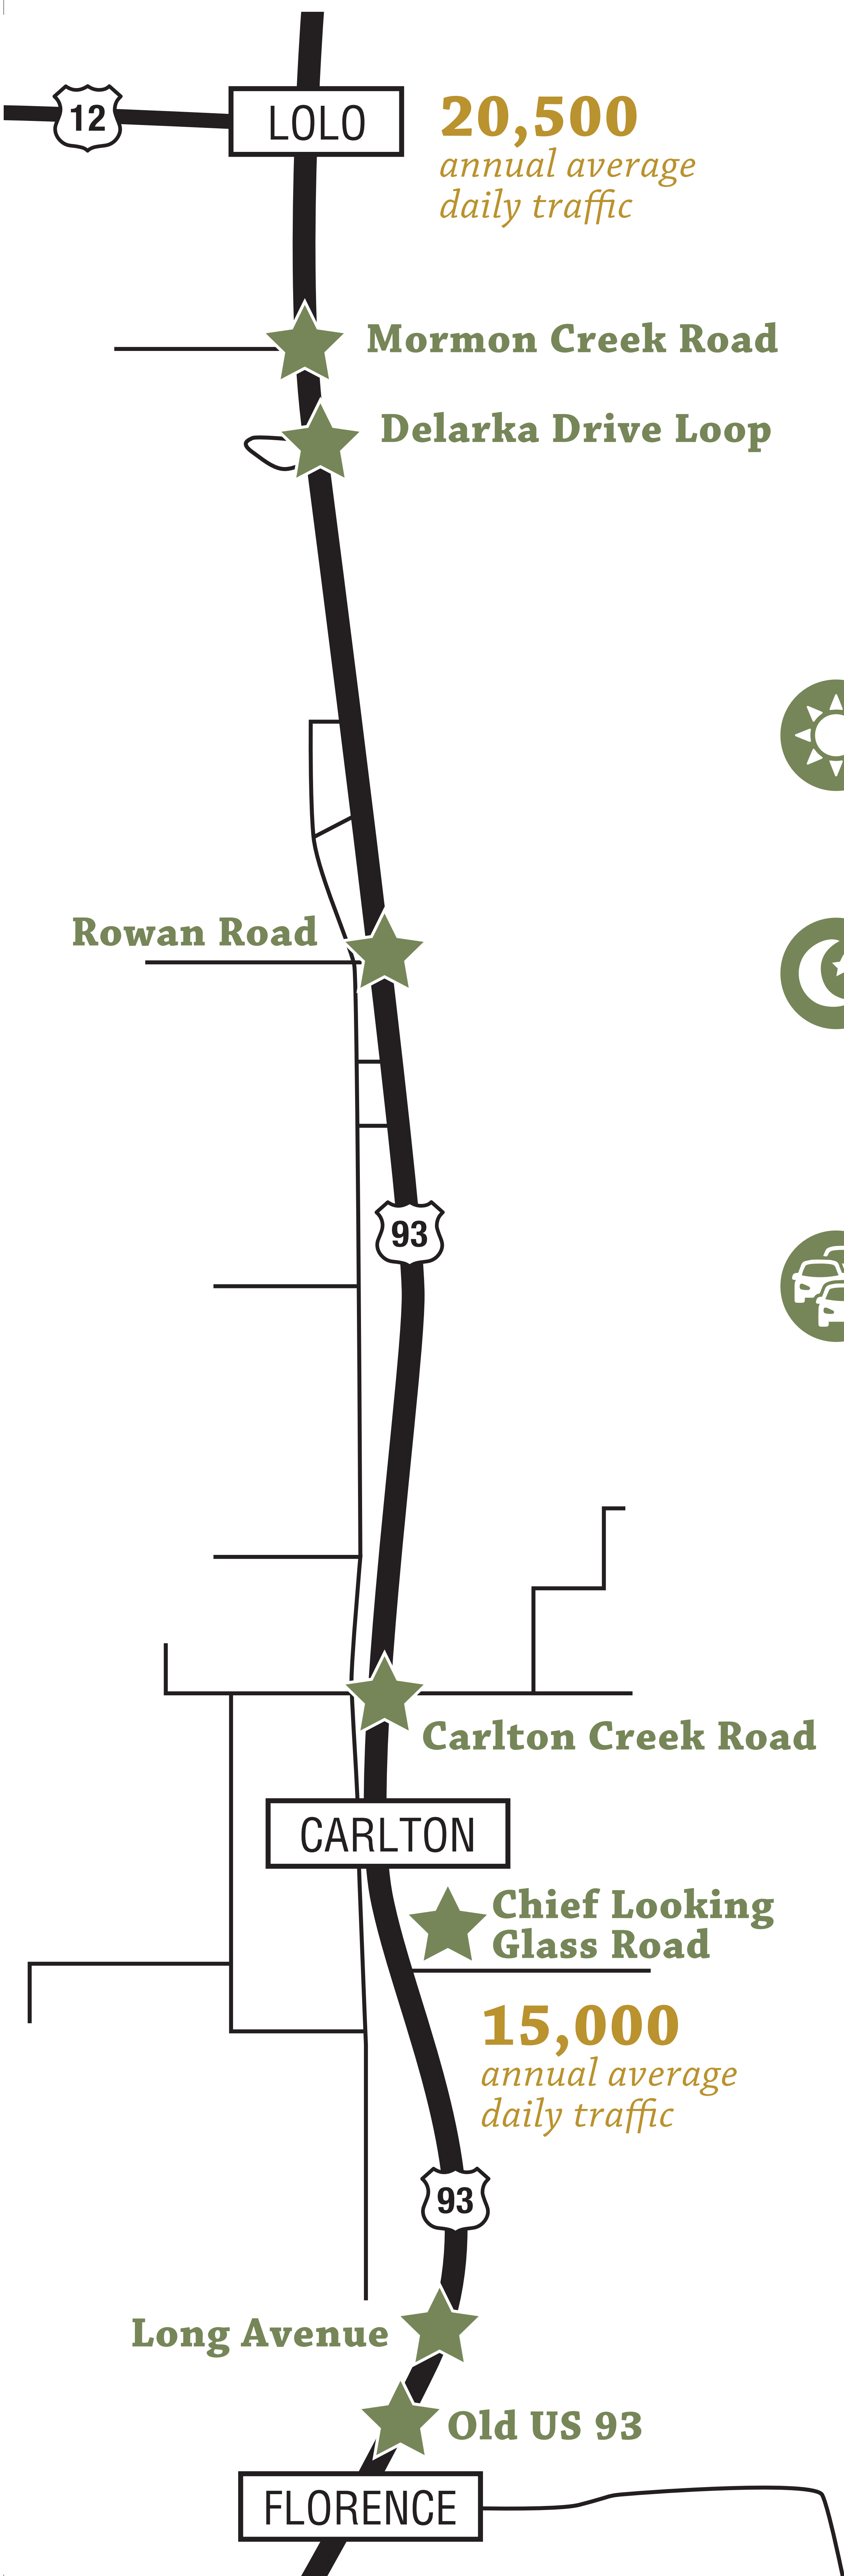 12
LOLO
20,500
annual average
daily traffic
Mormon Creek Road
Delarka Drive Loop
Rowan Road
93
Carlton Creek Road
CARLTON
Chief Looking
Glass Road
15,000
annual average
daily traffic
93
Long Avenue
Old US 93
FLORENCE